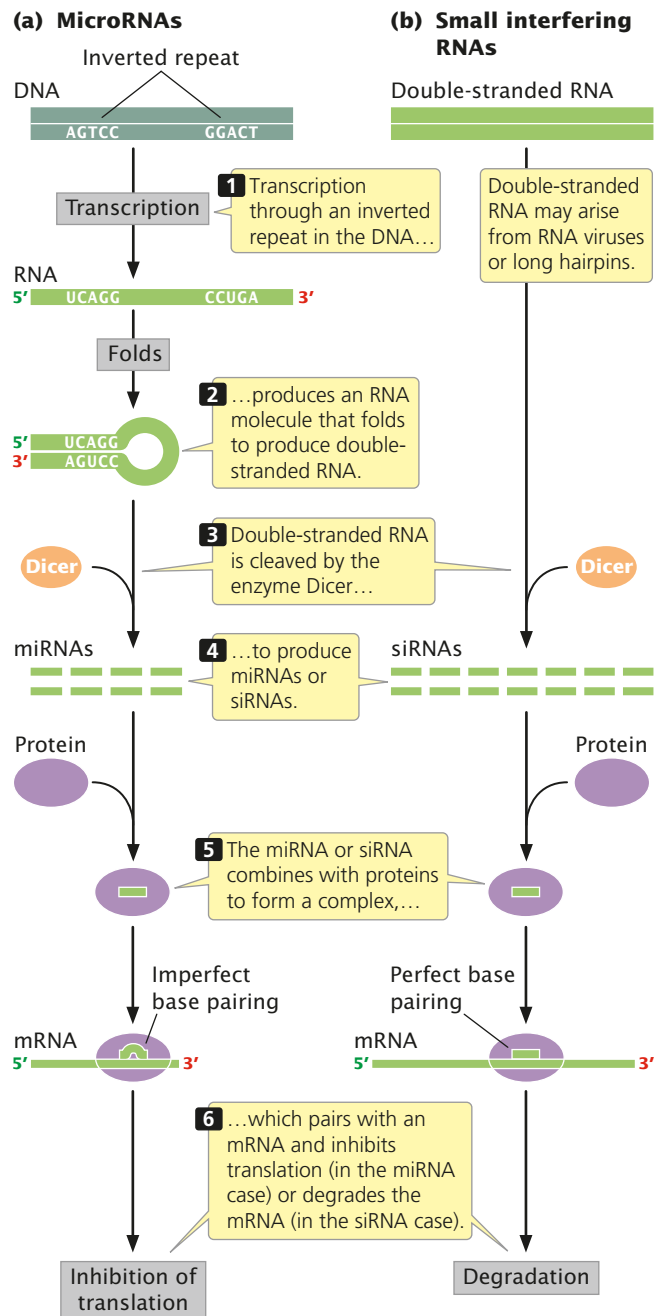 (a) MicroRNAs
Inverted repeat
DNA
AGTCC GGACT
1 Transcription
through an inverted
repeat in the DNA…
Transcription
RNA
5’ UCAGG CCUGA 3’
Folds
2 …produces an RNA
molecule that folds
to produce double-
stranded RNA.
5’ UCAGG
3’ AGUCC
3 Double-stranded RNA
is cleaved by the
enzyme Dicer…
Dicer
miRNAs
4 …to produce
miRNAs or
siRNAs.
Protein
5 The miRNA or siRNA
combines with proteins
to form a complex,…
Imperfect
base pairing
mRNA
5’ 3’
6 …which pairs with an
mRNA and inhibits
translation (in the miRNA
case) or degrades the
mRNA (in the siRNA case).
Inhibition of
translation
(b) Small interfering
RNAs
Double-stranded RNA
Double-stranded
RNA may arise
from RNA viruses
or long hairpins.
Dicer
siRNAs
Protein
Perfect base
pairing
mRNA
5’ 3’
Degradation